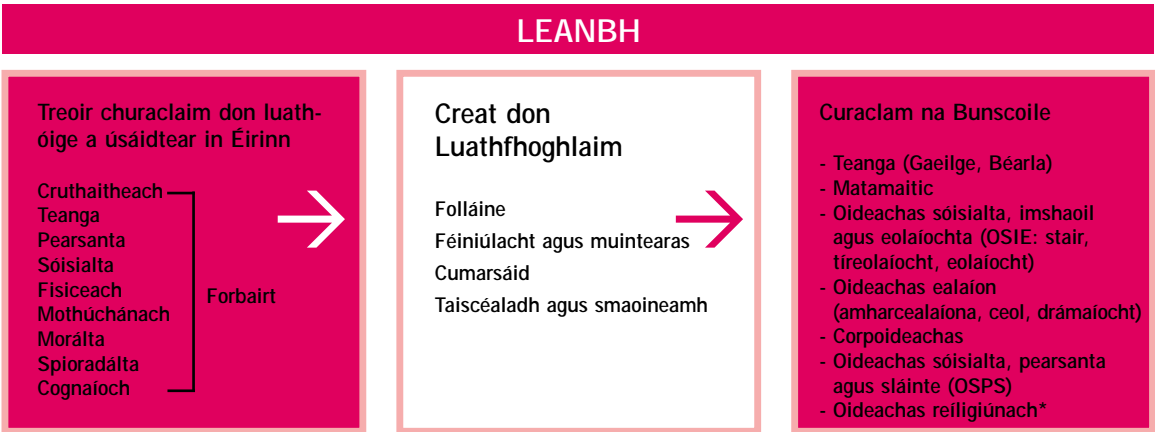 LEANBH
Treoir churaclaim don luath-
óige a úsáidtear in Éirinn
Cruthaitheach
Teanga
Pearsanta
Sóisialta
Fisiceach
Mothúchánach
Morálta
Spioradálta
Cognaíoch
Forbairt
Creat don
Luathfhoghlaim
Folláine
Féiniúlacht agus muintearas
Cumarsáid
Taiscéaladh agus smaoineamh
Curaclam na Bunscoile
- Teanga (Gaeilge, Béarla)
- Matamaitic
- Oideachas sóisialta, imshaoil
agus eolaíochta (OSIE: stair,
tíreolaíocht, eolaíocht)
- Oideachas ealaíon
(amharcealaíona, ceol, drámaíocht)
- Corpoideachas
- Oideachas sóisialta, pearsanta
agus sláinte (OSPS)
- Oideachas reiligiúnach*